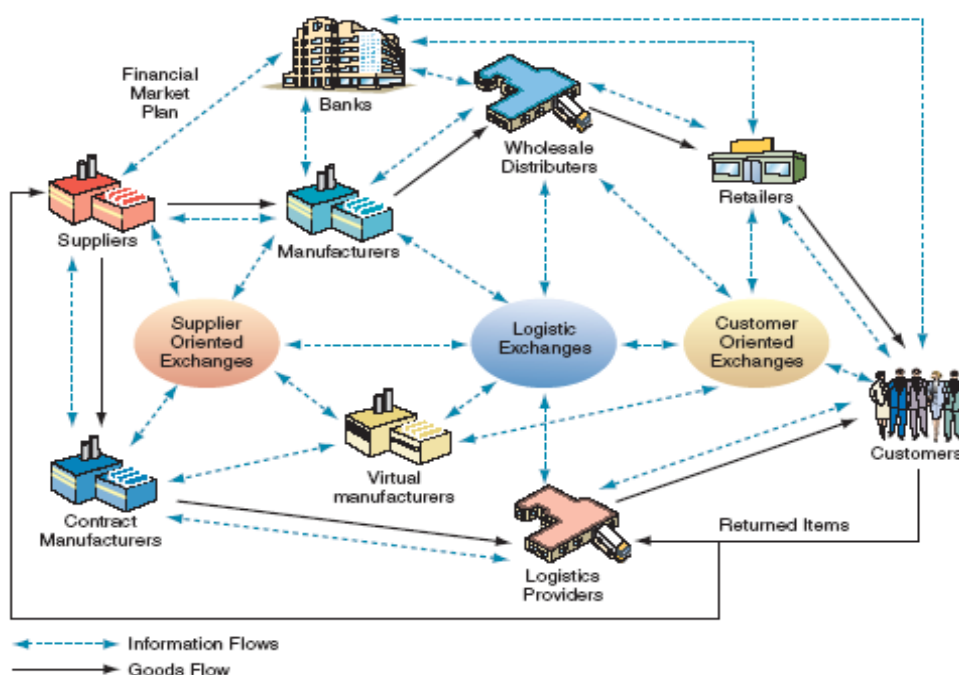 Financial
Market
Plan
Banks
Wholesale
Distributers
Retailers
Suppliers
Manufacturers
Supplier
Oriented
Exchanges
Logistic
Exchanges
Customer
Oriented
Exchanges
Customers
Virtual
manufacturers
Contract
Manufacturers
Returned Items
Logistics
Providers
Information Flows
Goods Flow